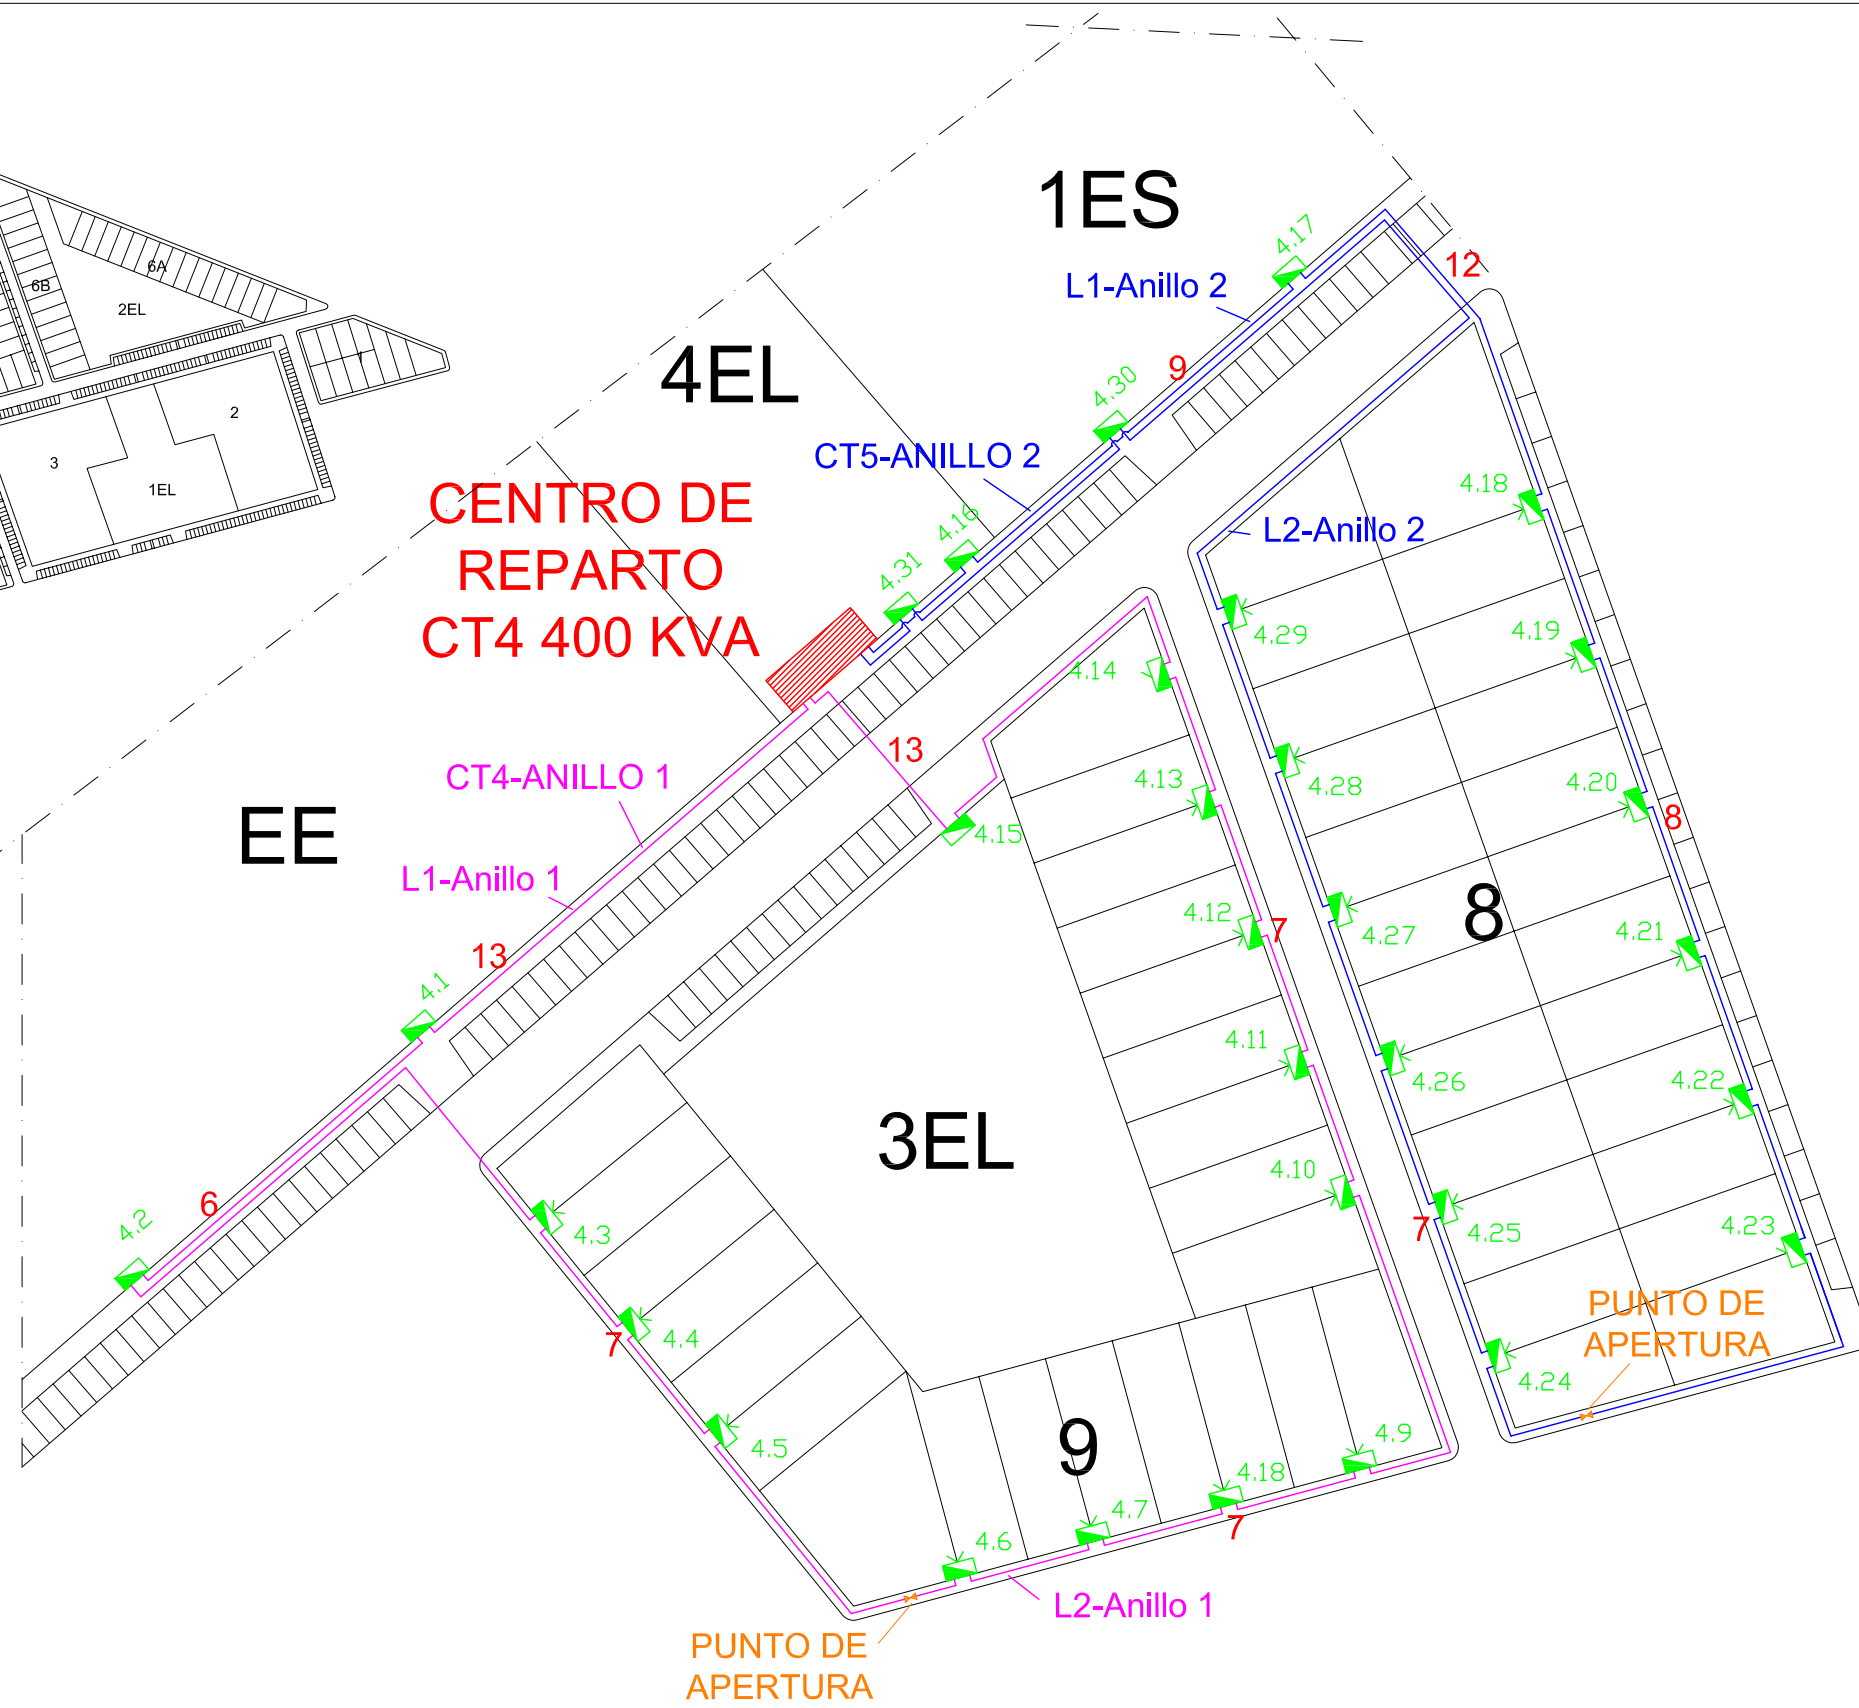 1ES
4.17
12
L1-Anillo 2
6A
6B
2EL
1
4EL
9
4.30
2
3
1EL
CT5-ANILLO 2
4.18
CENTRO DE
REPARTO
CT4 400 KVA
4.16
L2-Anillo 2
4.31
4.29
4.19
4.14
13
CT4-ANILLO 1
4.13
4.28
4.20
8
EE
4.15
L1-Anillo 1
4.12
7
4.27
8
4.21
13
4.1
4.11
4.26
4.22
3EL
4.10
6
4.2
4.3
7
4.25
4.23
PUNTO DE
APERTURA
7
4.4
4.24
9
4.5
4.9
4.18
4.7
7
4.6
L2-Anillo 1
PUNTO DE
APERTURA